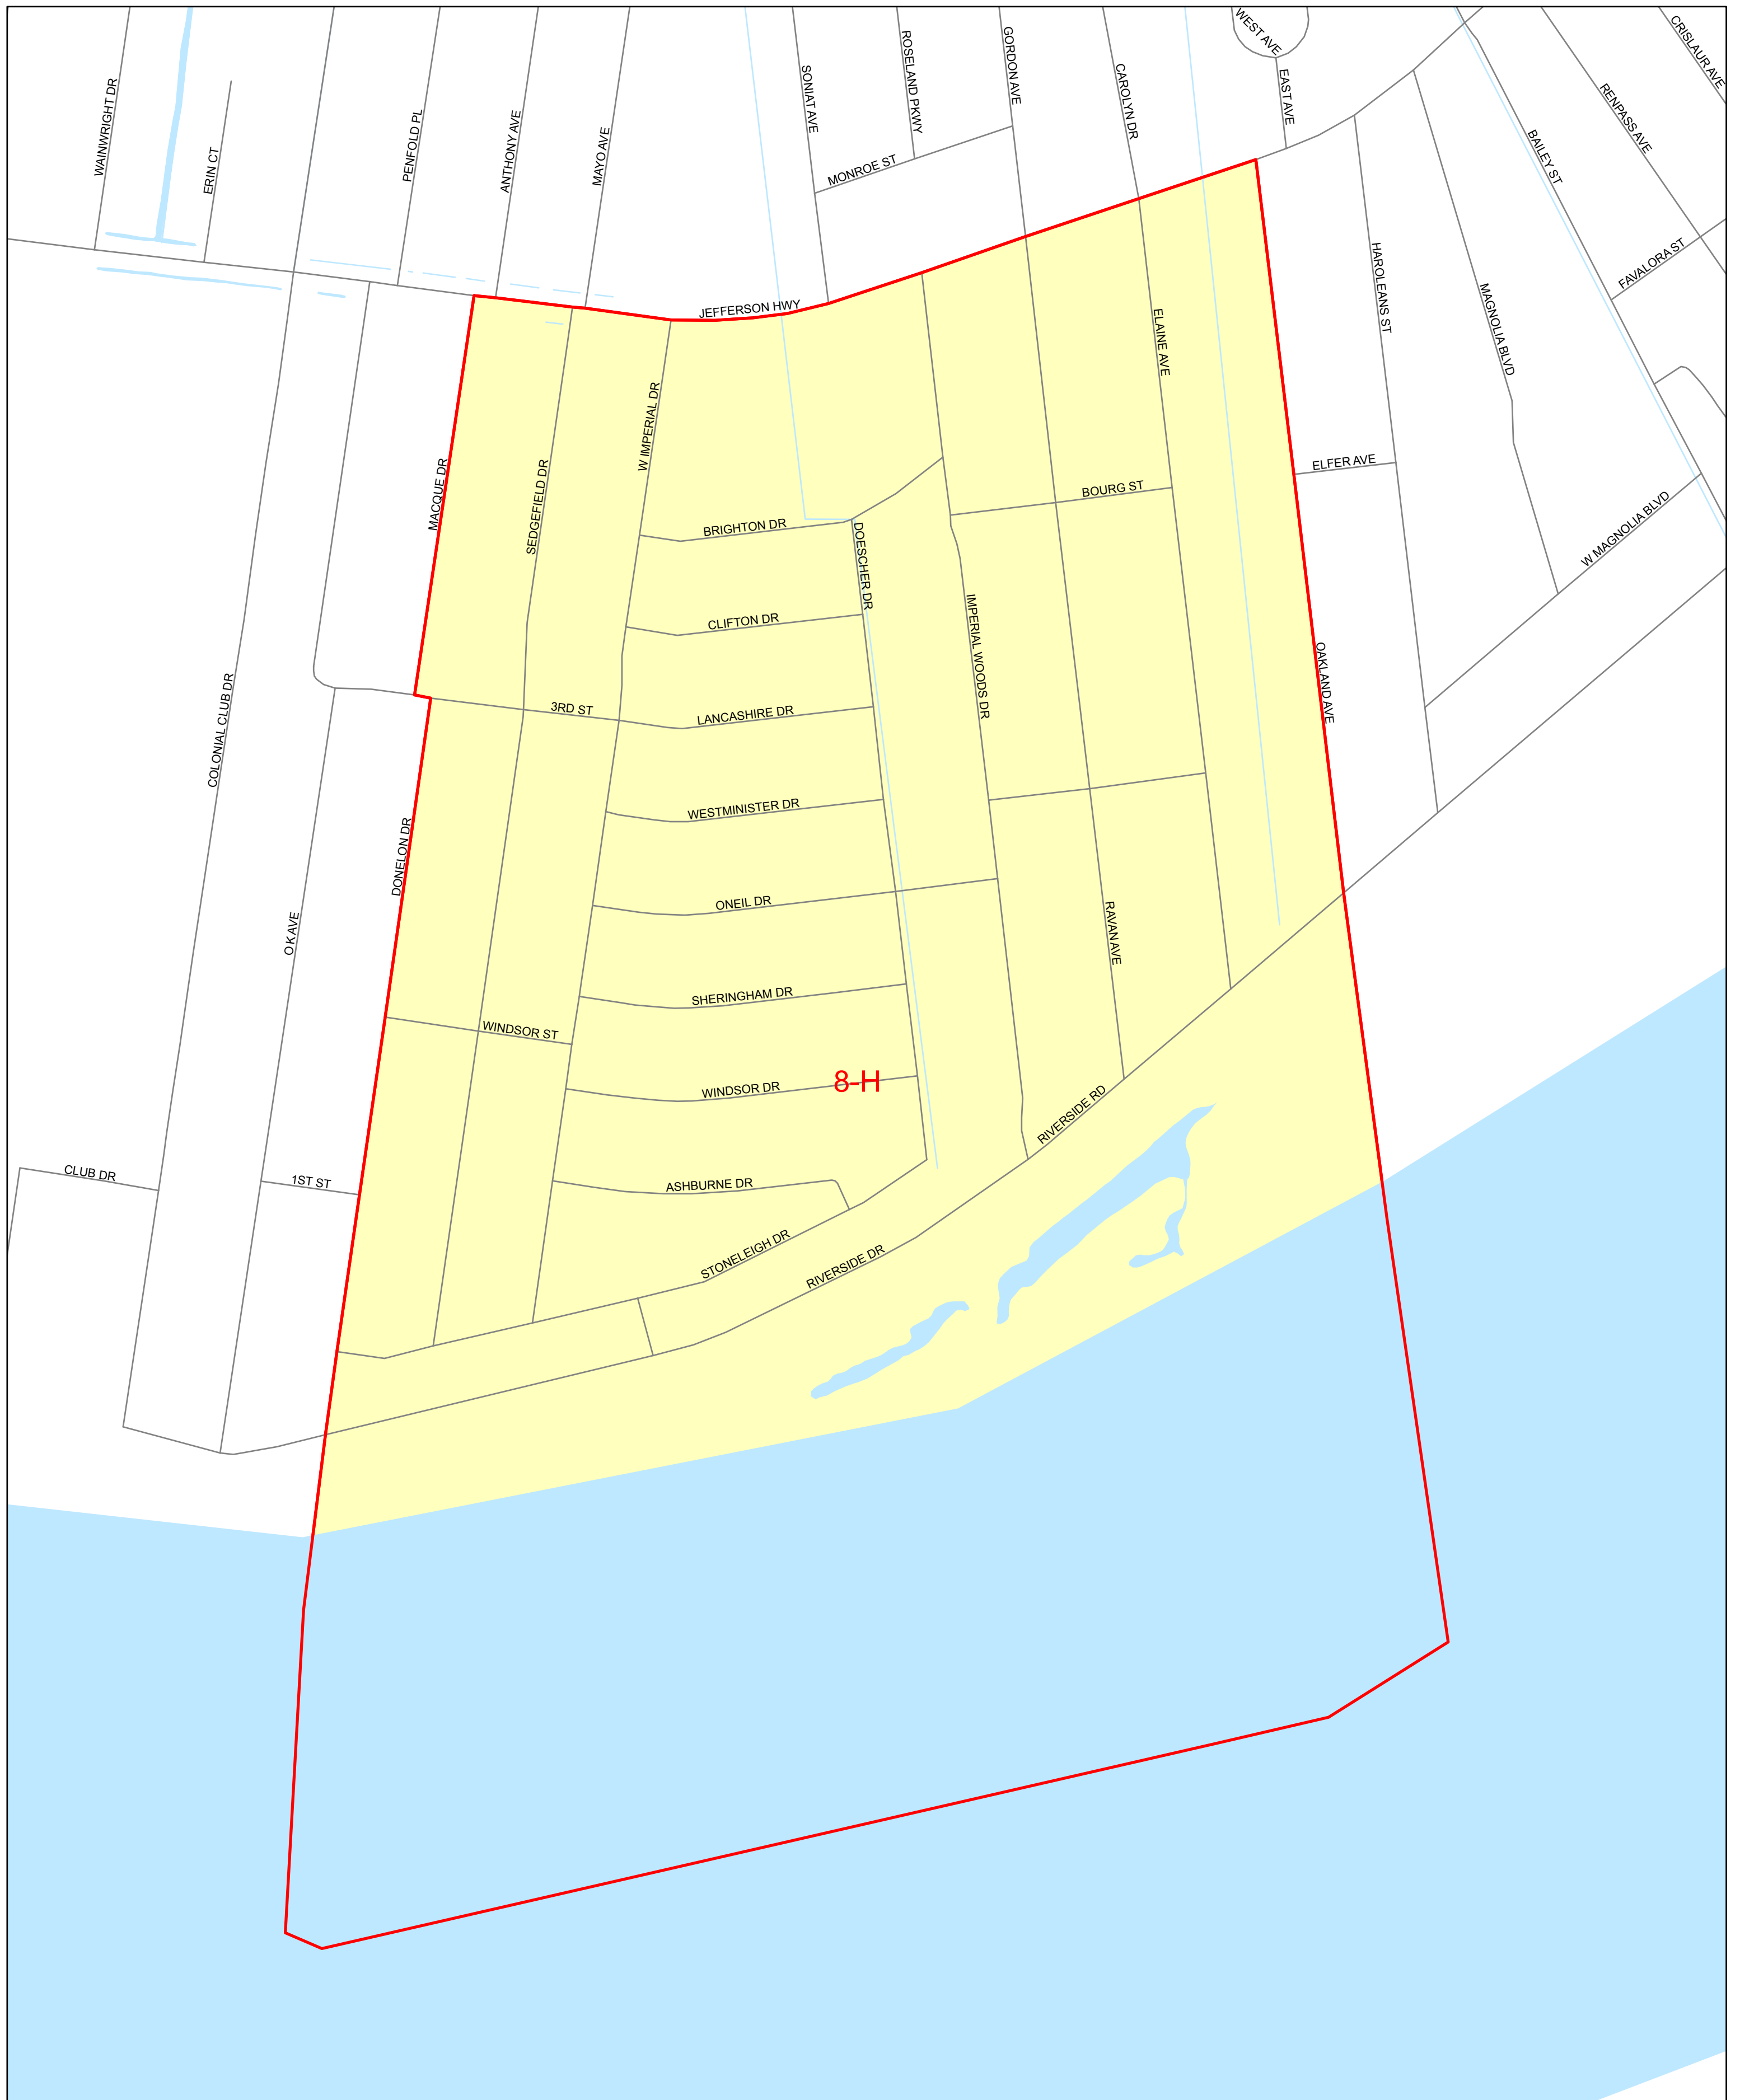 WEST AVE
CRISLAUR AVE
WAINWRIGHT DR
ERIN CT
PENFOLD PL
ANTHONY AVE
MAYO AVE
SONIAT AVE
ROSELAND PKWY
GORDON AVE
CAROLYN DR
EAST AVE
RENPASS AVE
BAILEY ST
MONROE ST
FAVALORA ST
HAROLEANS ST
MAGNOLIA BLVD
JEFFERSON HWY
ELAINE AVE
W IMPERIAL DR
MACQUE DR
SEDGEFIELD DR
ELFER AVE
BOURG ST
BRIGHTON DR
DOESCHER DR
W MAGNOLIA BLVD
CLIFTON DR
IMPERIAL WOODS DR
OAKLAND AVE
COLONIAL CLUB DR
3RD ST
LANCASHIRE DR
WESTMINISTER DR
DONELON DR
ONEIL DR
O K AVE
RAVAN AVE
SHERINGHAM DR
WINDSOR ST
8-H
WINDSOR DR
RIVERSIDE RD
CLUB DR
1ST ST
ASHBURNE DR
STONELEIGH DR
RIVERSIDE DR